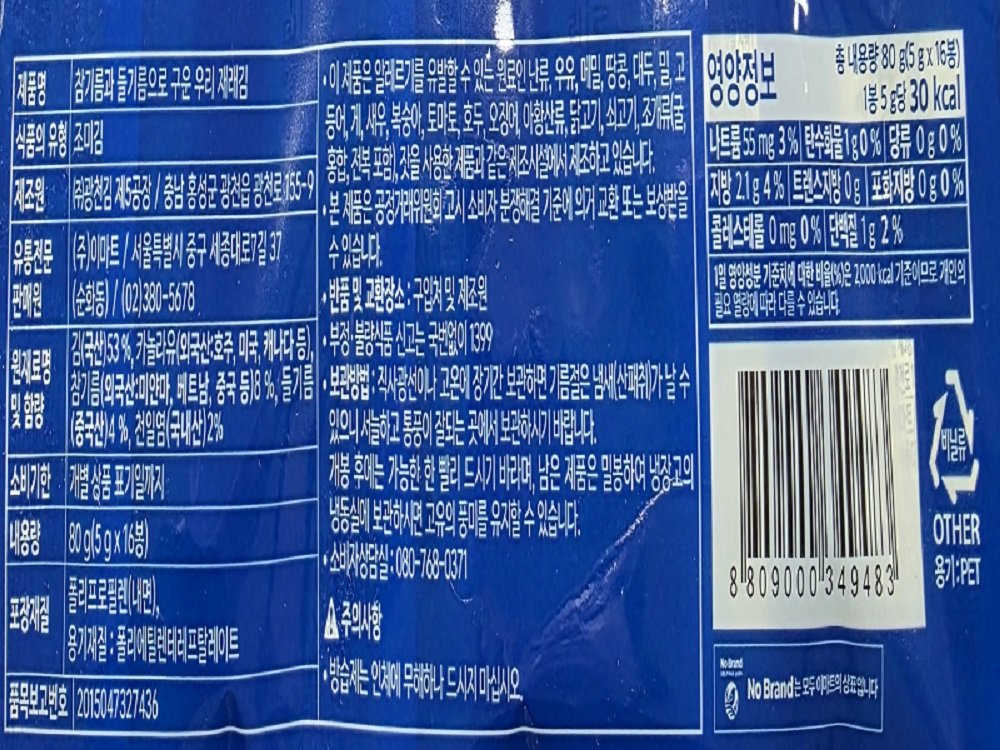 제품명 참기름과 들기름으로 구운 우리 재래김
식품의 유형 조미김
제조원 ㈜광천김 제5공장 / 충남 홍성군 광천읍 광천로 155-9
유통전문 (주)이마트 / 서울특별시 중구 세종대로7길 37
판매원 (순화동) / (02)380-5678
원재료명 김(국산)53 %, 카놀라유(외국산:호주, 미국, 캐나다 등),
및 함량 참기름(외국산:미얀마, 베트남, 중국 등)8 %, 들기름
(중국산)4 %, 천일염(국내산)2%
소비기한 개별 상품 표기일까지
내용량 80 g(5 g x 16봉)
포장재질 폴리프로필렌(내면),
용기재질 : 폴리에틸렌테레프탈레이트
품목보고번호 2015047327436
• 이 제품은 알레르기를 유발할 수 있는 원료인 난류, 우유, 메밀, 땅콩, 대두, 밀, 고
등어, 게, 새우, 복숭아, 토마토, 호두, 오징어, 아황산류, 닭고기, 쇠고기, 조개류(굴,
홍합, 전복 포함), 잣을 사용한 제품과 같은 제조시설에서 제조하고 있습니다.
• 본 제품은 공정거래위원회 고시 소비자 분쟁해결 기준에 의거 교환 또는 보상받을
수 있습니다.
• 반품 및 교환장소 : 구입처 및 제조원
• 부정·불량식품 신고는 국번없이 1399
• 보관방법 : 직사광선이나 고온에 장기간 보관하면 기름절은 냄새(산패취)가 날 수
있으니 서늘하고 통풍이 잘되는 곳에서 보관하시기 바랍니다.
개봉 후에는 가능한 한 빨리 드시기 바라며, 남은 제품은 밀봉하여 냉장고의
냉동실에 보관하시면 고유의 풍미를 유지할 수 있습니다.
• 소비자상담실 : 080-768-0371
주의사항
• 방습제는 인체에 무해하나 드시지 마십시오.
영양정보 총 내용량 80 g(5 g x 16봉)
1봉 5 g당 30 kcal
나트륨 55 mg 3% 탄수화물 1 g 0% 당류 0 g 0%
지방 2.1 g 4% 트랜스지방 0 g 포화지방 0 g 0%
콜레스테롤 0 mg 0% 단백질 1 g 2%
1일 영양성분 기준치에 대한 비율(%)은 2,000 kcal 기준이므로 개인의
필요 열량에 따라 다를 수 있습니다.
8 809000 349483
비닐류
OTHER
용기:PET
No Brand
No Brand는 모두 이마트의 상표입니다